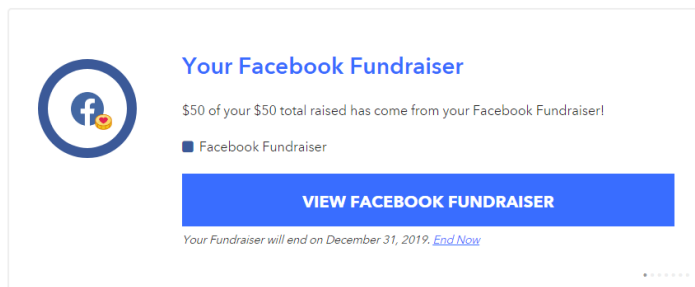 Your Facebook Fundraiser
$50 of your $50 total raised has come from your Facebook Fundraiser!
Facebook Fundraiser
VIEW FACEBOOK FUNDRAISER
Your Fundraiser will end on December 31, 2019. End Now